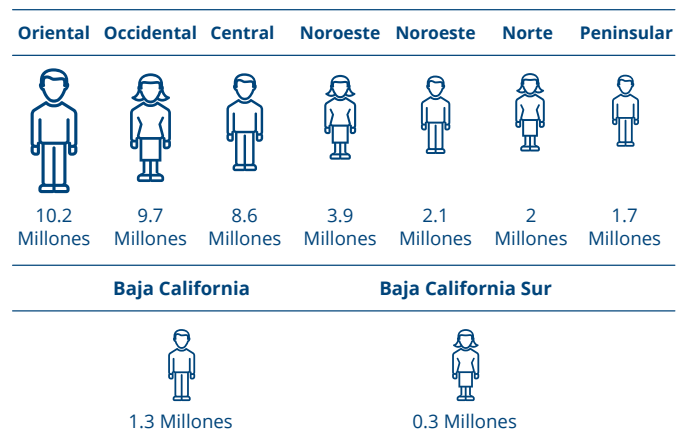 Oriental Occidental Central Noroeste Noroeste Norte Peninsular
10.2 9.7 8.6 3.9 2.1 2 1.7
Millones Millones Millones Millones Millones Millones Millones
Baja California Baja California Sur
1.3 Millones 0.3 Millones